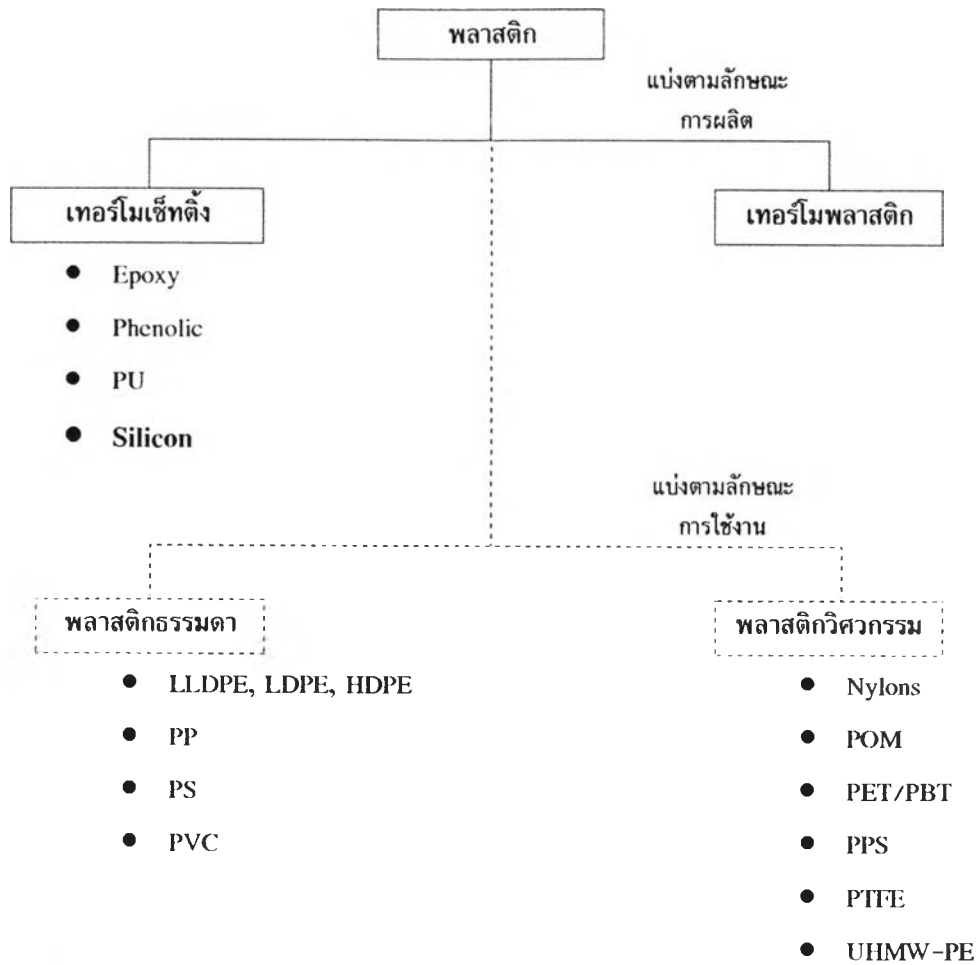 พลาสติก
แบ่งตามลักษณะ
การผลิต
เทอร์โมเซ็ทติ้ง
เทอร์โมพลาสติก
● Epoxy
● Phenolic
● PU
● Silicon
แบ่งตามลักษณะ
การใช้งาน
พลาสติกธรรมดา
พลาสติกวิศวกรรม
● LLDPE, LDPE, HDPE
● PP
● PS
● PVC
● Nylons
● POM
● PET/PBT
● PPS
● PTFE
● UHMW-PE